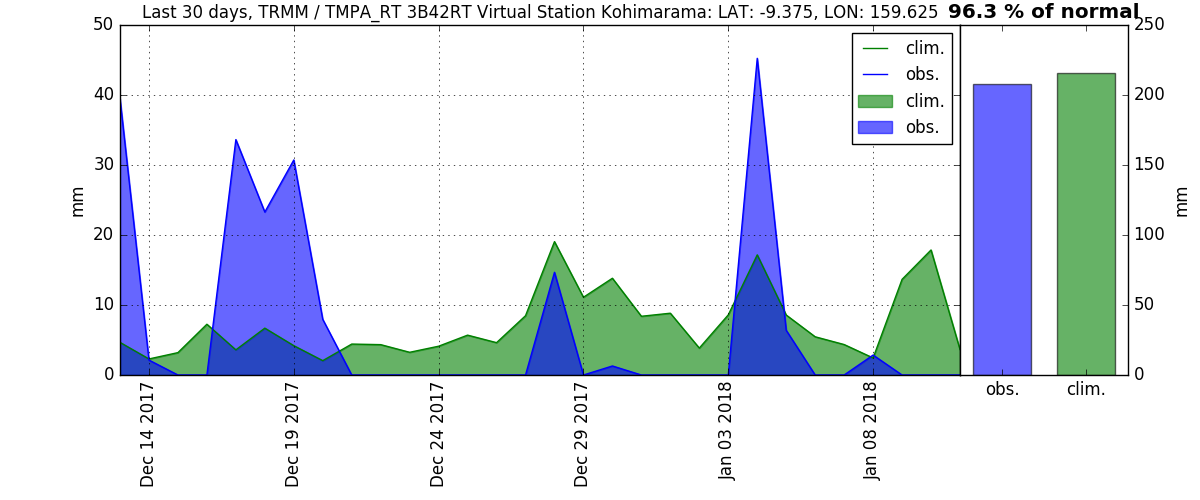 Last 30 days, TRMM / TMPA_RT 3B42RT Virtual Station Kohimarama: LAT: -9.375, LON: 159.625
96.3 % of normal
50
40
30
20
10
0
mm
clim.
obs.
clim.
obs.
250
200
150
100
50
0
mm
Dec 14 2017
Dec 19 2017
Dec 24 2017
Dec 29 2017
Jan 03 2018
Jan 08 2018
obs.
clim.